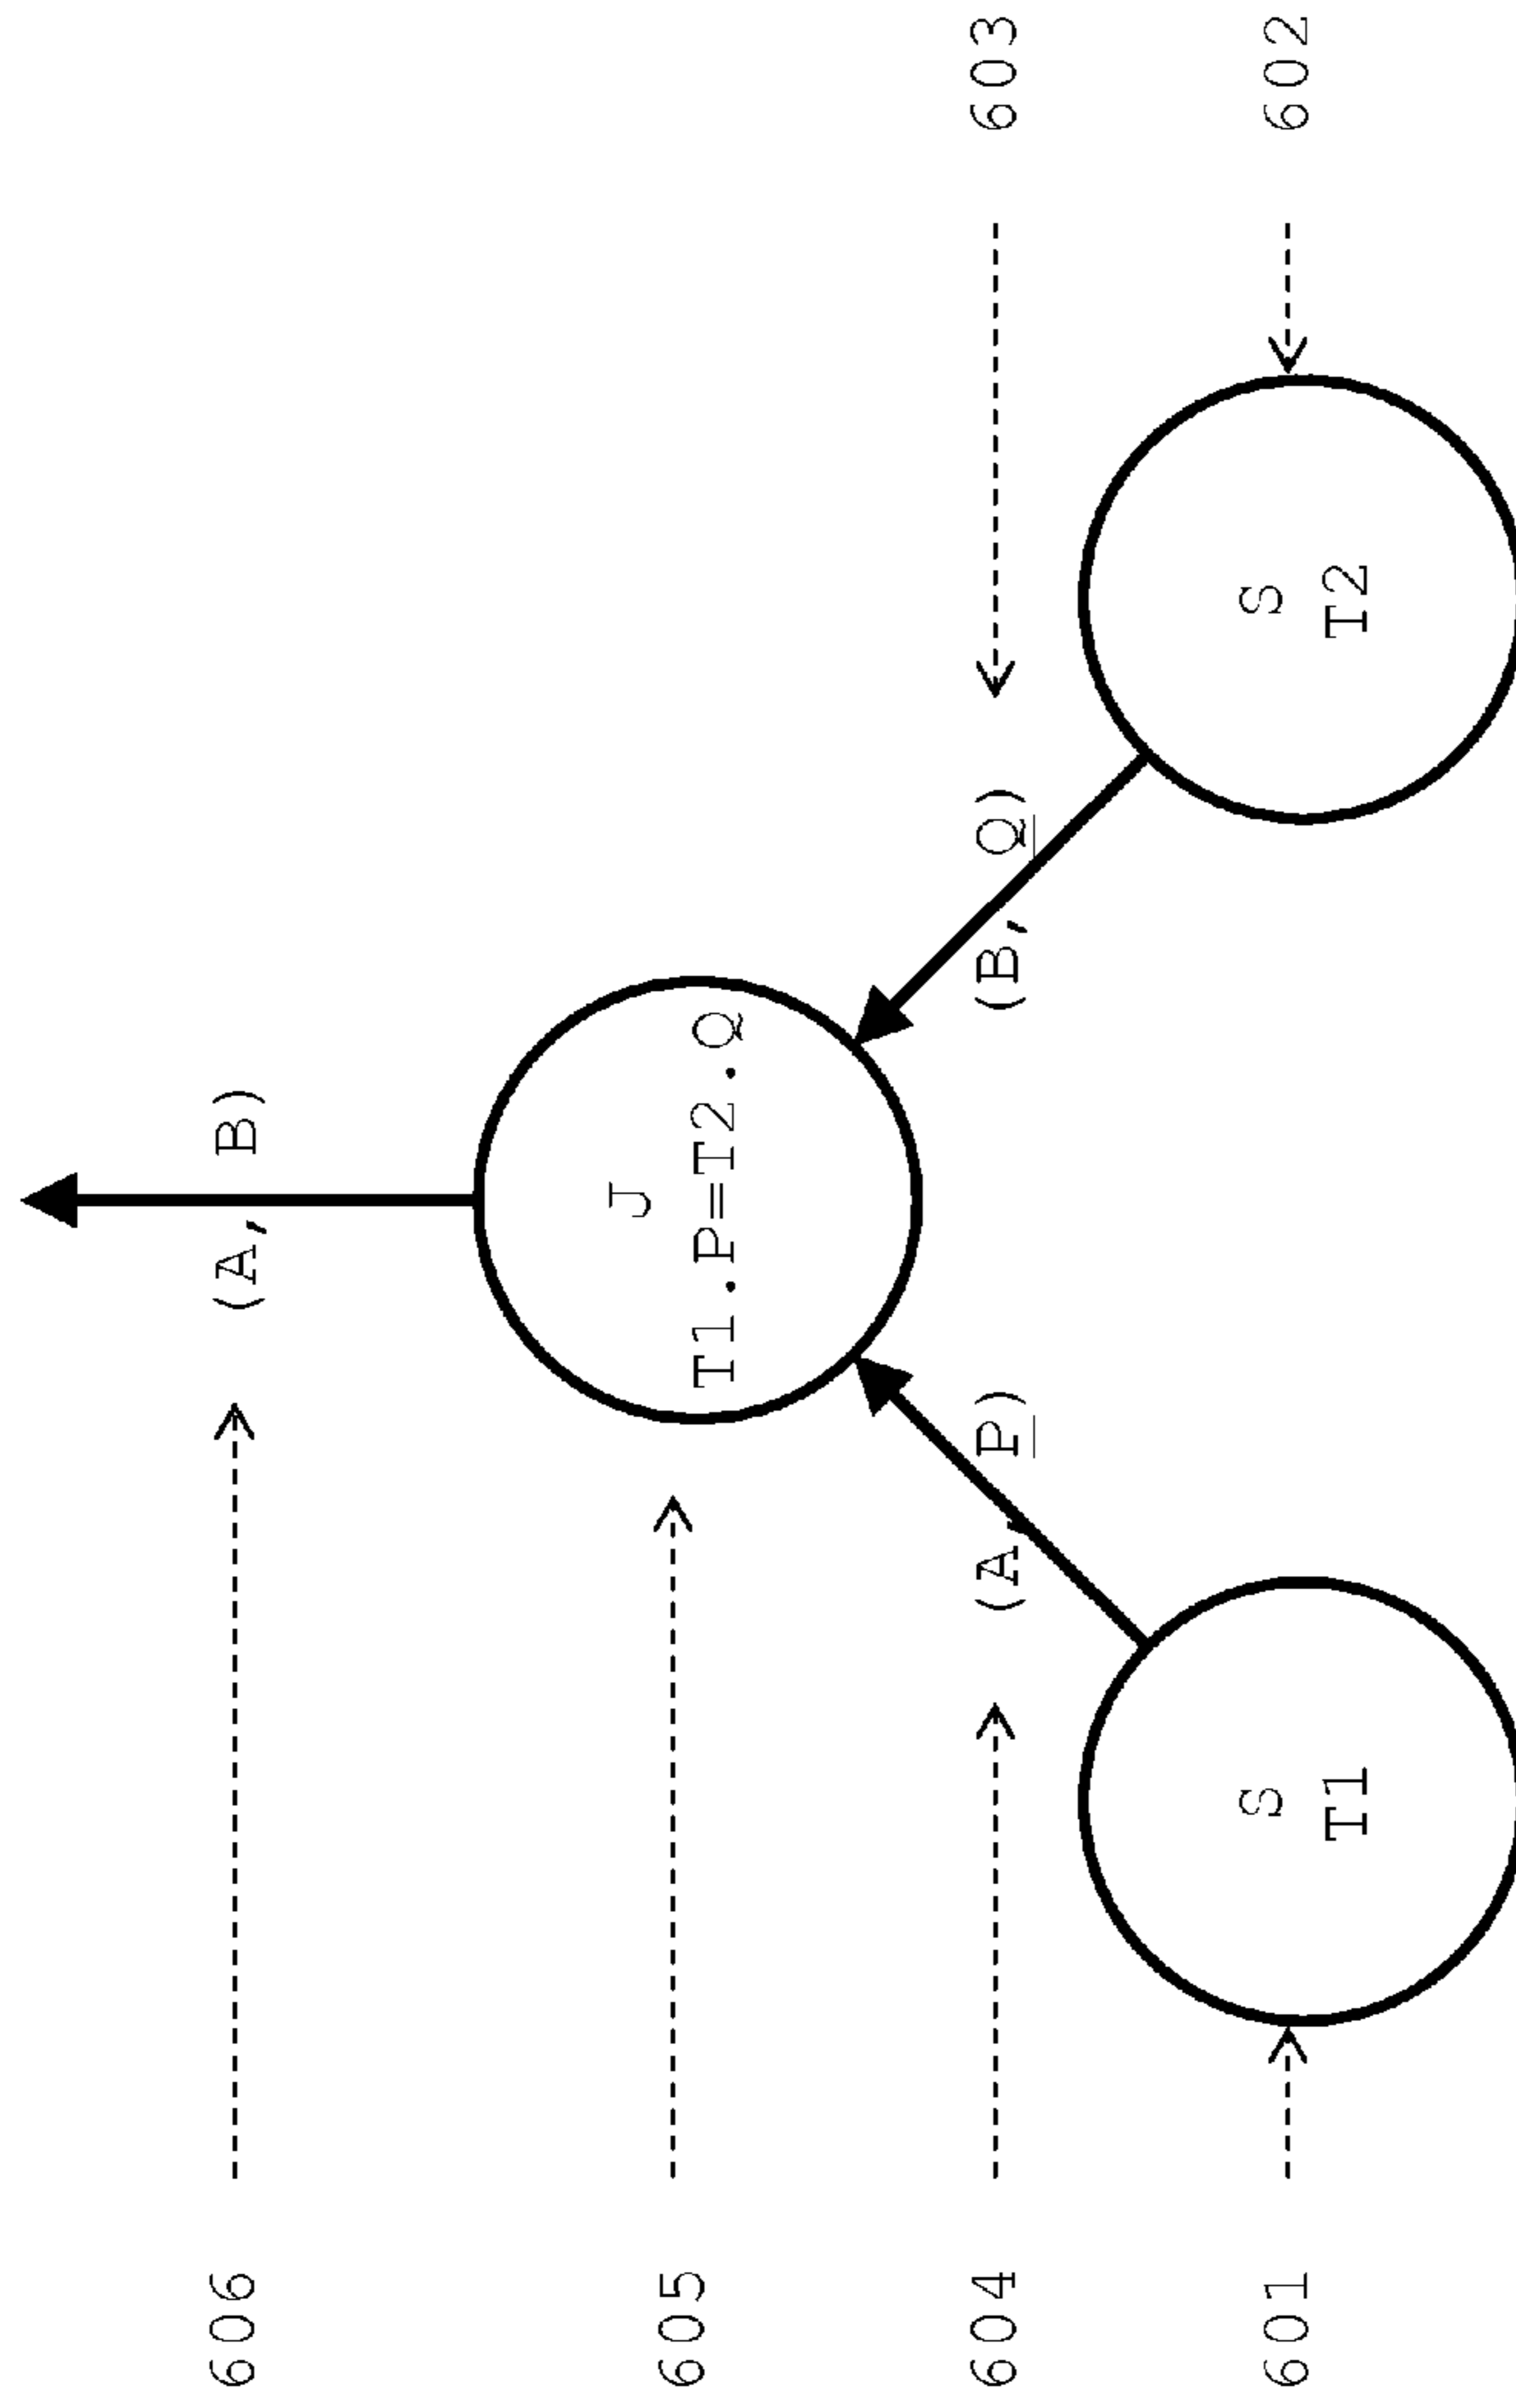 606
(A, B)
J
605
T1.P=T2.Q
604
(A, P)
(B, Q)
603
601
S
T1
S
T2
602